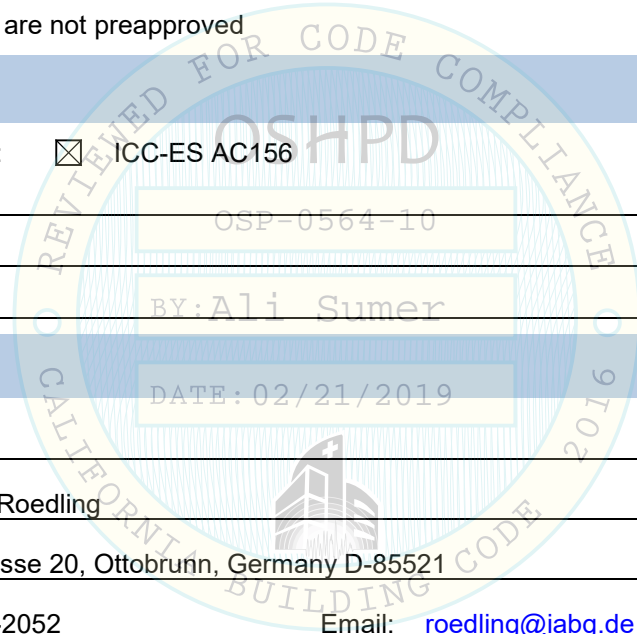 are not preapproved
REVIEWED FOR CODE COMPLIANCE
ICC-ES AC156
OSHPD
OSP-0564-10
BY: Ali Sumer
DATE: 02/21/2019
Roedling
sse 20, Ottobrunn, Germany D-85521
-2052 Email: roedling@iabg.de
CALIFORNIA BUILDING CODE 2016